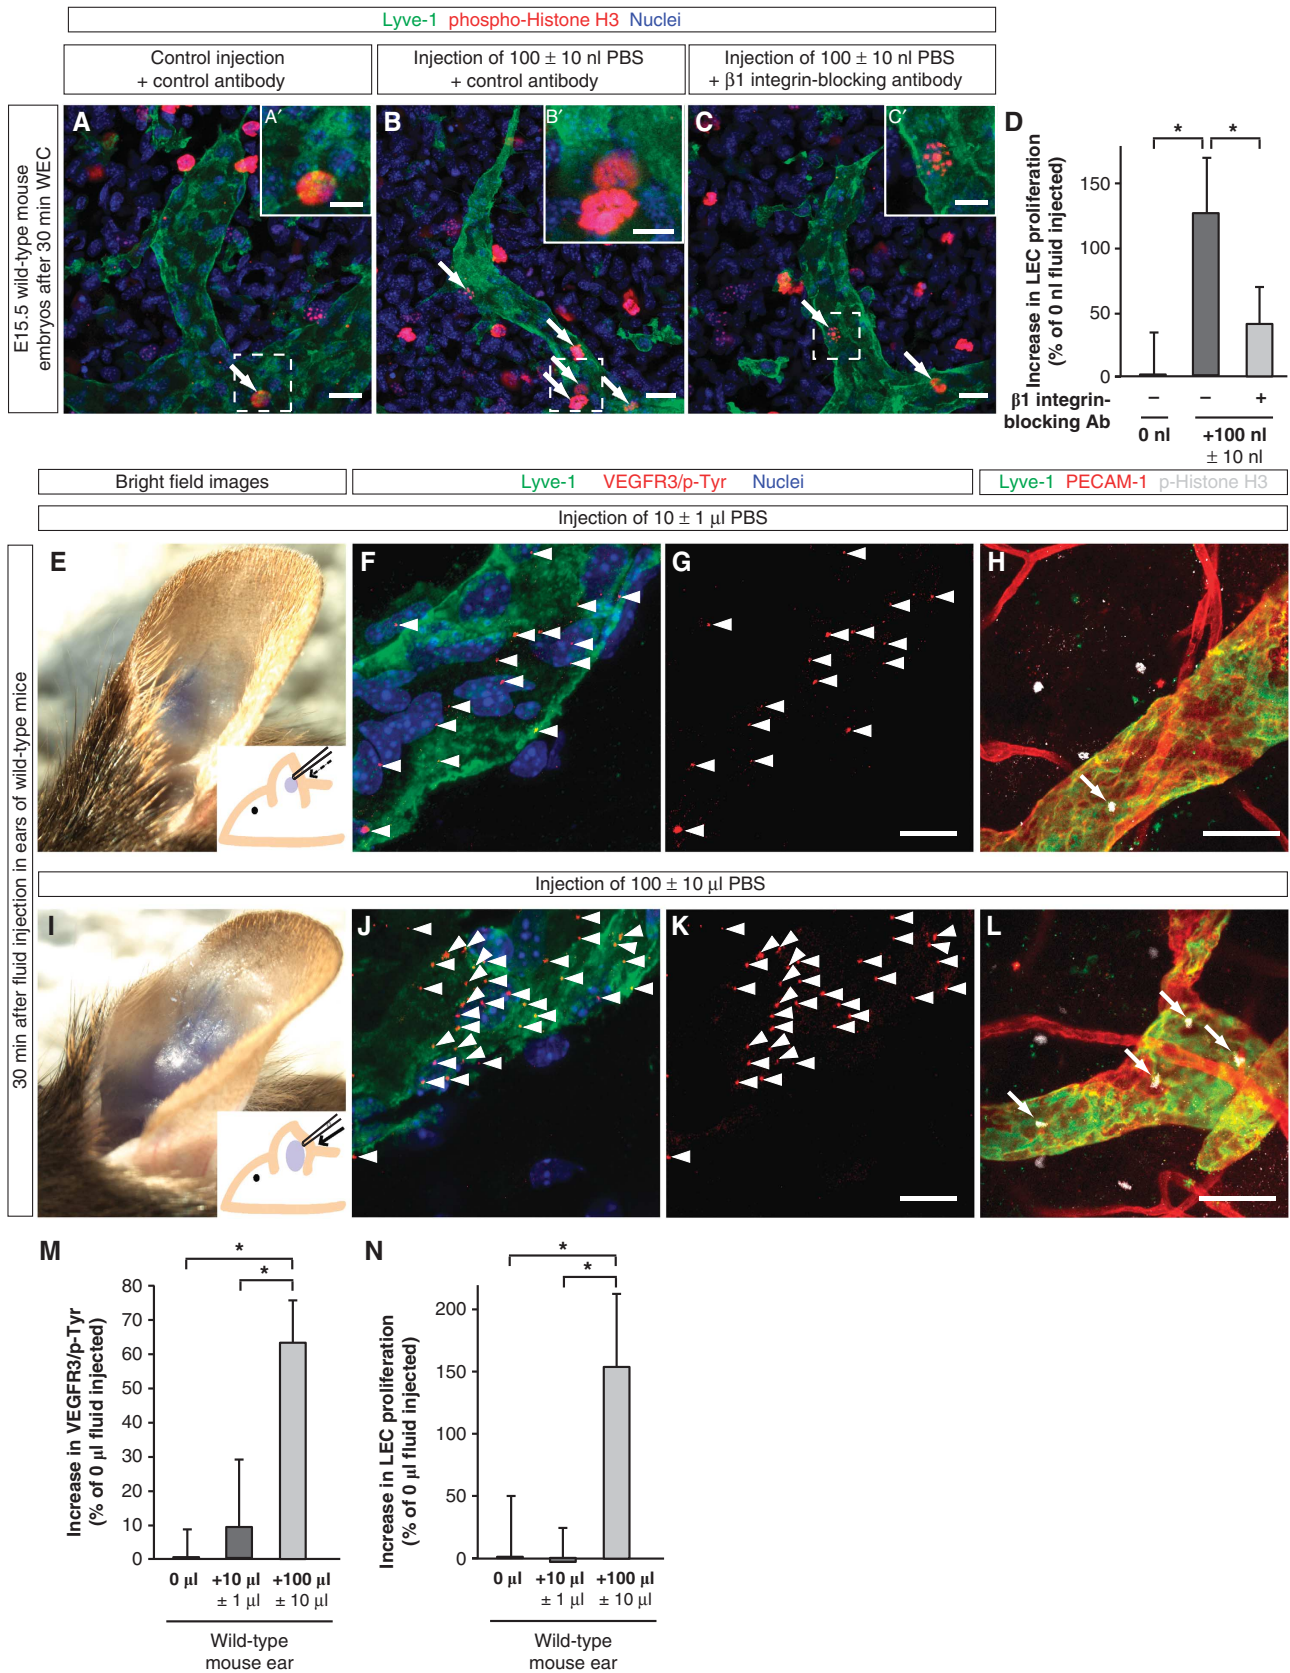 Lyve-1 phospho-Histone H3 Nuclei
Control injection
+ control antibody
Injection of 100 ± 10 nl PBS
+ control antibody
Injection of 100 ± 10 nl PBS
+ β1 integrin-blocking antibody
E15.5 wild-type mouse
embryos after 30 min WEC
A
A′
B
B′
C
C′
D
Increase in LEC proliferation
(% of 0 nl fluid injected)
150
100
50
0
*
*
β1 integrin-
blocking Ab
− − +
0 nl
+100 nl
± 10 nl
Bright field images
Lyve-1 VEGFR3/p-Tyr Nuclei
Lyve-1 PECAM-1 p-Histone H3
Injection of 10 ± 1 µl PBS
30 min after fluid injection in ears of wild-type mice
E
F
G
H
Injection of 100 ± 10 µl PBS
I
J
K
L
M
Increase in VEGFR3/p-Tyr
(% of 0 µl fluid injected)
80
70
60
50
40
30
20
10
0
*
*
0 µl
+10 µl
± 1 µl
+100 µl
± 10 µl
Wild-type
mouse ear
N
Increase in LEC proliferation
(% of 0 µl fluid injected)
200
150
100
50
0
*
*
0 µl
+10 µl
± 1 µl
+100 µl
± 10 µl
Wild-type
mouse ear